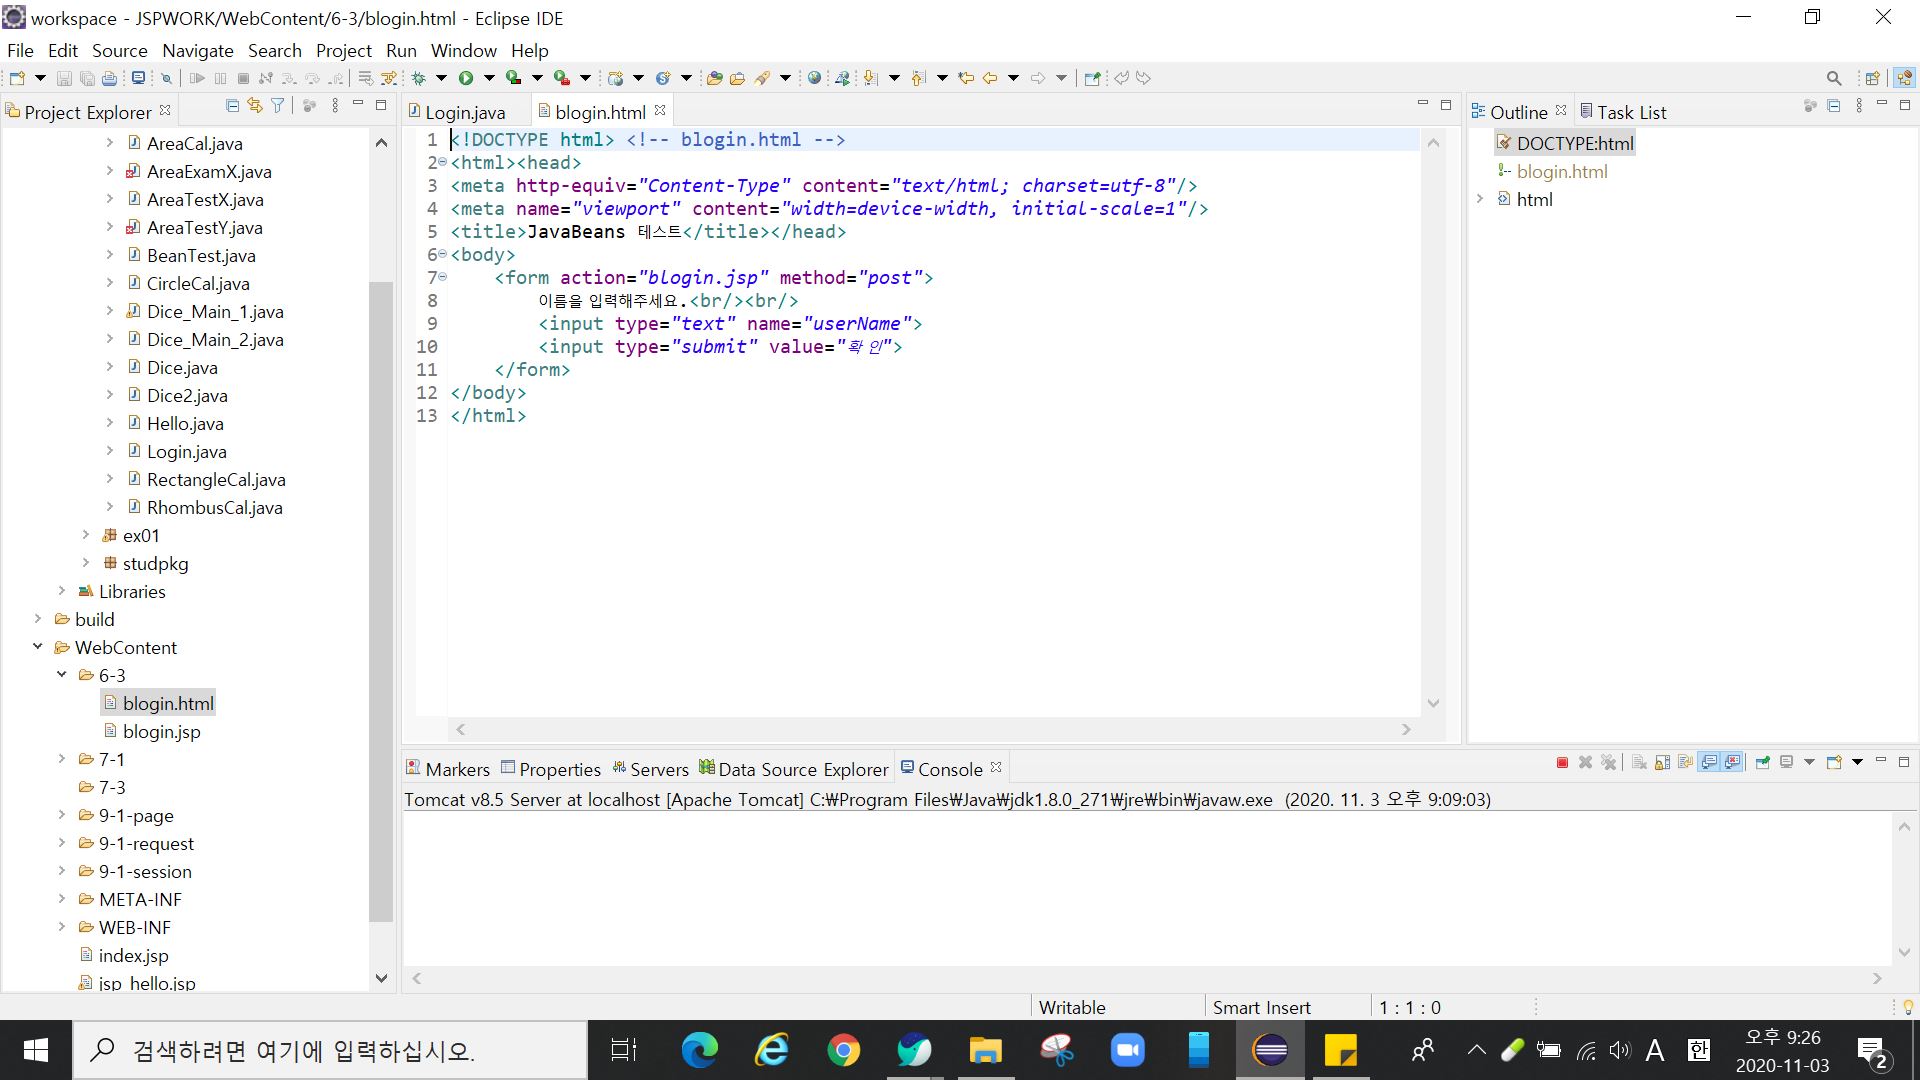 workspace - JSPWORK/WebContent/6-3/blogin.html - Eclipse IDE
File Edit Source Navigate Search Project Run Window Help
Project Explorer
AreaCal.java
AreaExamX.java
AreaTestX.java
AreaTestY.java
BeanTest.java
CircleCal.java
Dice_Main_1.java
Dice_Main_2.java
Dice.java
Dice2.java
Hello.java
Login.java
RectangleCal.java
RhombusCal.java
ex01
studpkg
Libraries
build
WebContent
6-3
blogin.html
blogin.jsp
7-1
7-3
9-1-page
9-1-request
9-1-session
META-INF
WEB-INF
index.jsp
jsp_hello.jsp
Login.java blogin.html
1 <!DOCTYPE html> <!-- blogin.html -->
2 <html><head>
3 <meta http-equiv="Content-Type" content="text/html; charset=utf-8"/>
4 <meta name="viewport" content="width=device-width, initial-scale=1"/>
5 <title>JavaBeans 테스트</title></head>
6 <body>
7 <form action="blogin.jsp" method="post">
8 이름을 입력해주세요.<br/><br/>
9 <input type="text" name="userName">
10 <input type="submit" value="확 인">
11 </form>
12 </body>
13 </html>
Outline Task List
DOCTYPE:html
blogin.html
html
Markers Properties Servers Data Source Explorer Console
Tomcat v8.5 Server at localhost [Apache Tomcat] C:₩Program Files₩Java₩jdk1.8.0_271₩jre₩bin₩javaw.exe (2020. 11. 3 오후 9:09:03)
Writable Smart Insert 1 : 1 : 0
검색하려면 여기에 입력하십시오.
A 한
오후 9:26
2020-11-03
2